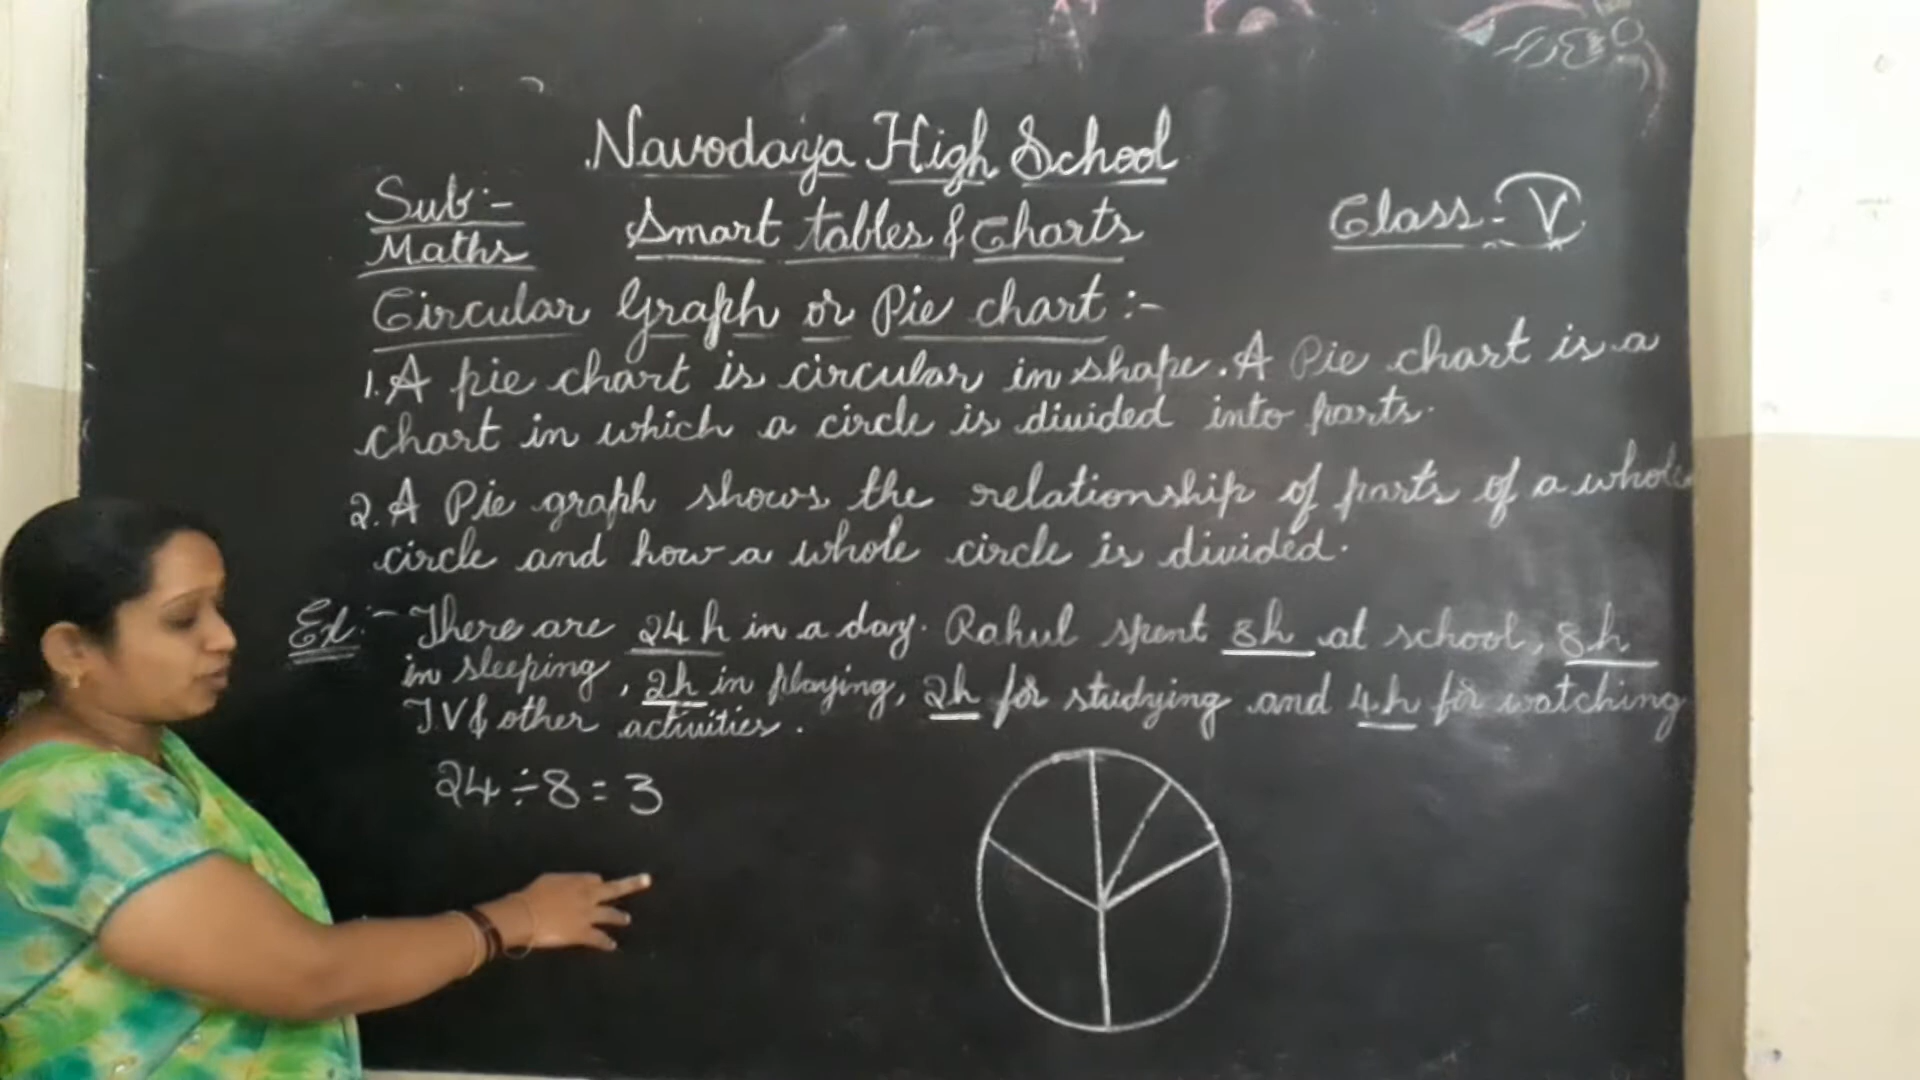 Navodaya High School
Sub:-
Maths
Smart tables & Charts
Class - V
Circular Graph or Pie chart :-
1. A pie chart is circular in shape. A Pie chart is a
chart in which a circle is divided into parts.
2. A Pie graph shows the relationship of parts of a whole
circle and how a whole circle is divided.
Ex:- There are 24 h in a day. Rahul spent 8h at school, 8h
in sleeping, 2h in playing, 2h for studying and 4h for watching
T.V & other activities.
24 ÷ 8 = 3